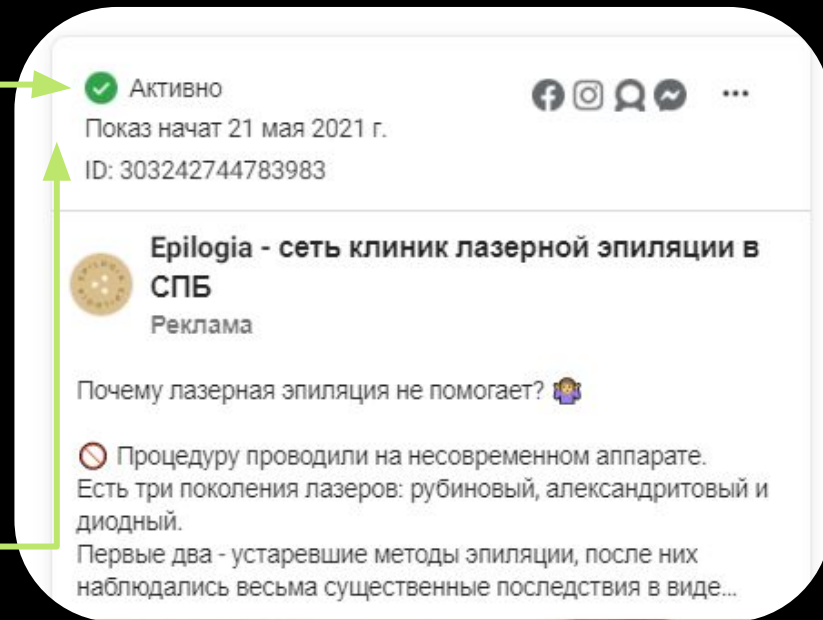 Активно
Показ начат 21 мая 2021 г.
ID: 303242744783983
Epilogia - сеть клиник лазерной эпиляции в
СПБ
Реклама
Почему лазерная эпиляция не помогает? 🤷‍♀️
🚫 Процедуру проводили на несовременном аппарате.
Есть три поколения лазеров: рубиновый, александритовый и
диодный.
Первые два - устаревшие методы эпиляции, после них
наблюдались весьма существенные последствия в виде...